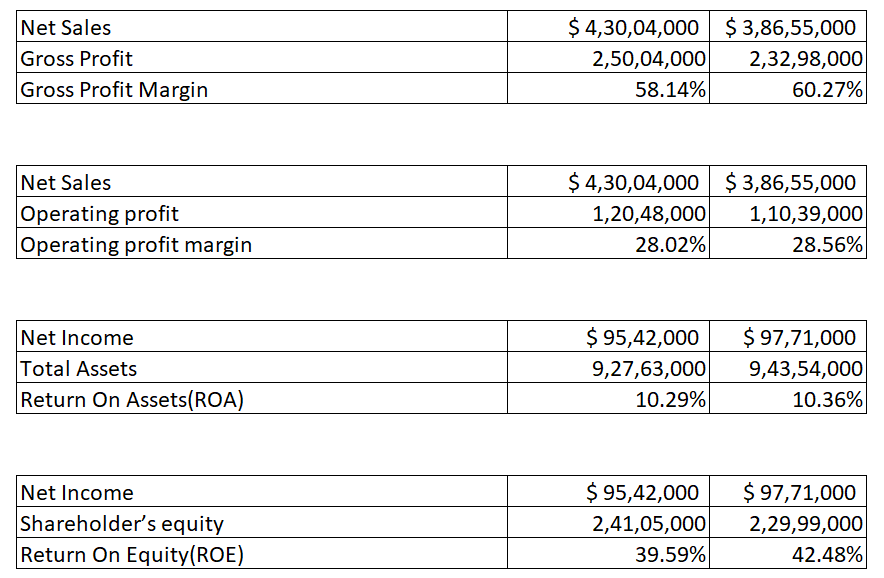 Net Sales $ 4,30,04,000 $ 3,86,55,000
Gross Profit 2,50,04,000 2,32,98,000
Gross Profit Margin 58.14% 60.27%
Net Sales $ 4,30,04,000 $ 3,86,55,000
Operating profit 1,20,48,000 1,10,39,000
Operating profit margin 28.02% 28.56%
Net Income $ 95,42,000 $ 97,71,000
Total Assets 9,27,63,000 9,43,54,000
Return On Assets(ROA) 10.29% 10.36%
Net Income $ 95,42,000 $ 97,71,000
Shareholder’s equity 2,41,05,000 2,29,99,000
Return On Equity(ROE) 39.59% 42.48%